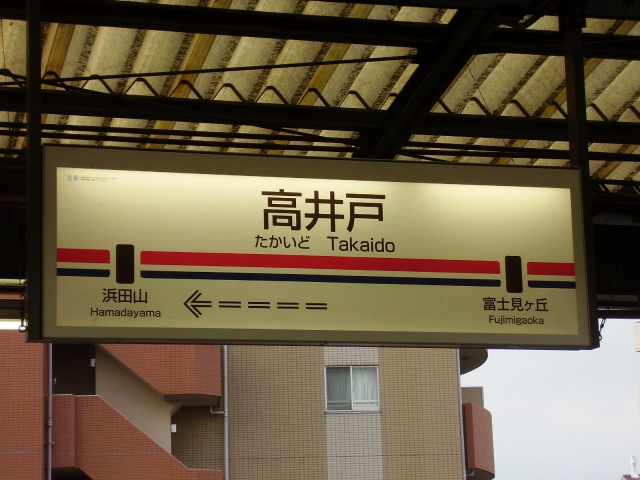 高井戸
たかいど Takaido
浜田山
Hamadayama
富士見ヶ丘
Fujimigaoka